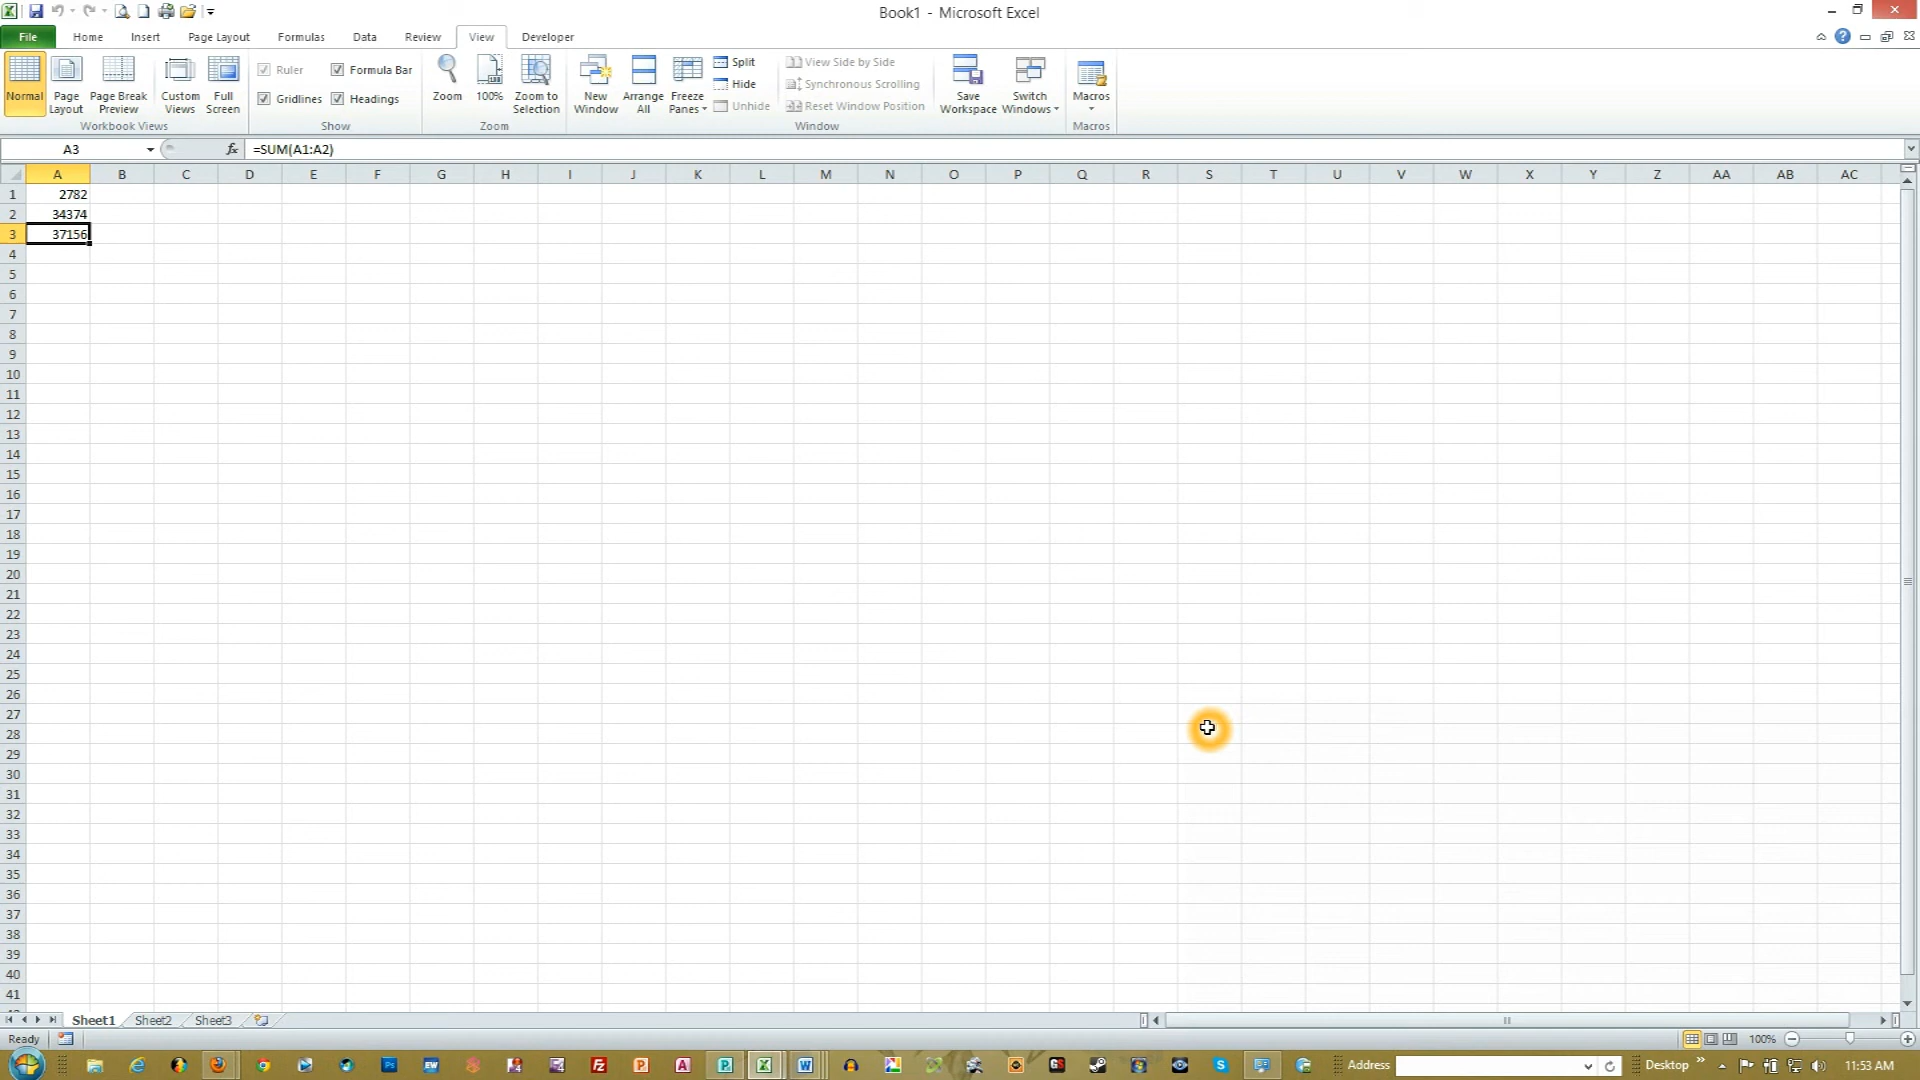 Book1 - Microsoft Excel
File Home Insert Page Layout Formulas Data Review View Developer
Normal
Page Layout
Page Break Preview
Custom Views
Full Screen
Workbook Views
Ruler
Formula Bar
Gridlines
Headings
Show
Zoom
100%
Zoom to Selection
Zoom
New Window
Arrange All
Freeze Panes
Split
Hide
Unhide
View Side by Side
Synchronous Scrolling
Reset Window Position
Window
Save Workspace
Switch Windows
Macros
Macros
A3 fx =SUM(A1:A2)
A B C D E F G H I J K L M N O P Q R S T U V W X Y Z AA AB AC
1 2782
2 34374
3 37156
4
5
6
7
8
9
10
11
12
13
14
15
16
17
18
19
20
21
22
23
24
25
26
27
28
29
30
31
32
33
34
35
36
37
38
39
40
41
Sheet1 Sheet2 Sheet3
Ready 100%
Address Desktop 11:53 AM